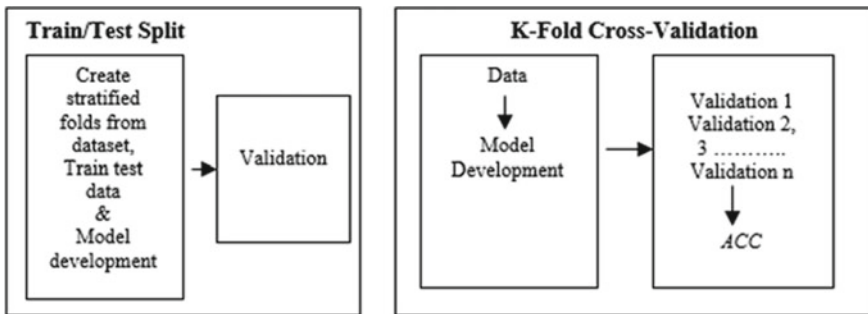 Train/Test Split
Create
stratified
folds from
dataset,
Train test
data
&
Model
development
Validation
K-Fold Cross-Validation
Data
Model
Development
Validation 1
Validation 2,
3 ...........
Validation n
ACC